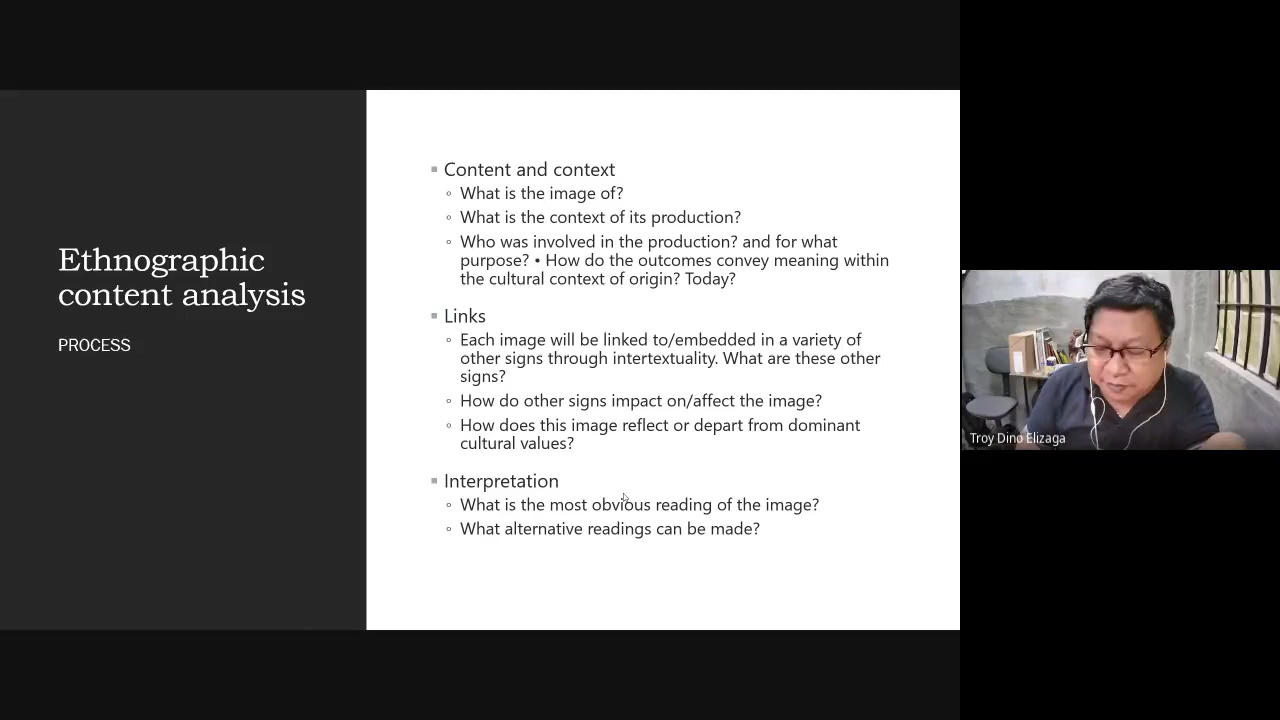 Ethnographic
content analysis
PROCESS
Content and context
What is the image of?
What is the context of its production?
Who was involved in the production? and for what
purpose? • How do the outcomes convey meaning within
the cultural context of origin? Today?
Links
Each image will be linked to/embedded in a variety of
other signs through intertextuality. What are these other
signs?
How do other signs impact on/affect the image?
How does this image reflect or depart from dominant
cultural values?
Interpretation
What is the most obvious reading of the image?
What alternative readings can be made?
Troy Dino Elizaga